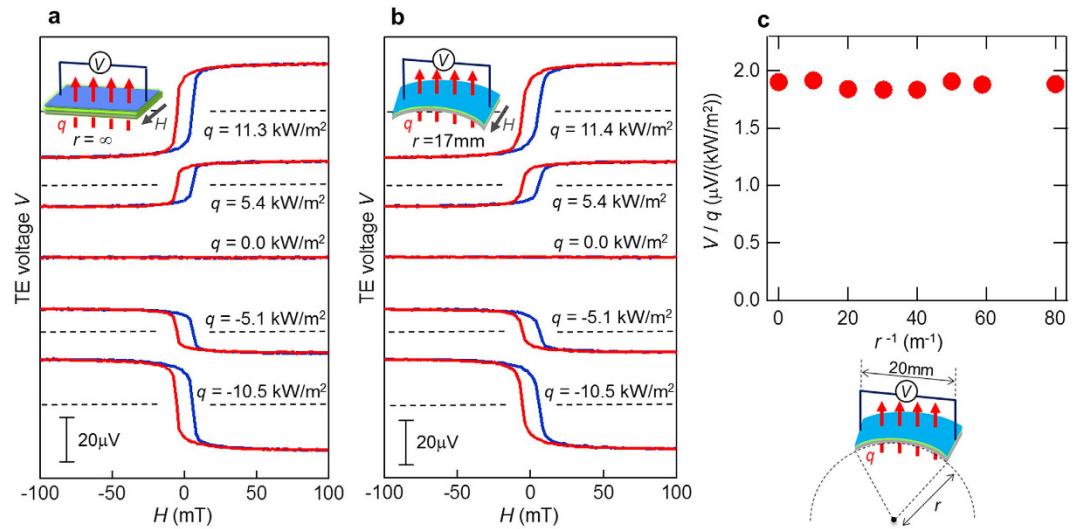 a
V
q
H
r = ∞
q = 11.3 kW/m²
q = 5.4 kW/m²
q = 0.0 kW/m²
q = -5.1 kW/m²
q = -10.5 kW/m²
20μV
TE voltage V
-100 -50 0 50 100
H (mT)
b
V
q
H
r =17mm
q = 11.4 kW/m²
q = 5.4 kW/m²
q = 0.0 kW/m²
q = -5.1 kW/m²
q = -10.5 kW/m²
20μV
TE voltage V
-100 -50 0 50 100
H (mT)
c
V / q (μV/(kW/m²))
2.0
1.5
1.0
0.5
0.0
0 20 40 60 80
r ⁻¹ (m⁻¹)
20mm
V
q
r